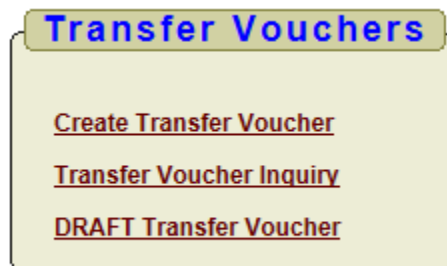 Transfer Vouchers
Create Transfer Voucher
Transfer Voucher Inquiry
DRAFT Transfer Voucher